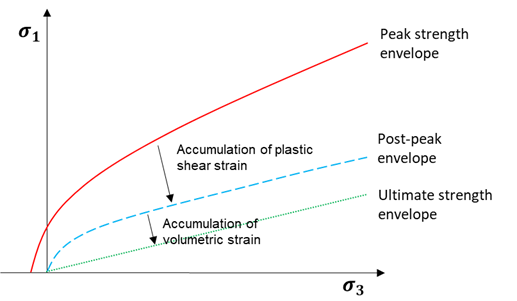 σ1
Peak strength
envelope
Accumulation of plastic
shear strain
Post-peak
envelope
Ultimate strength
envelope
Accumulation of
volumetric strain
σ3